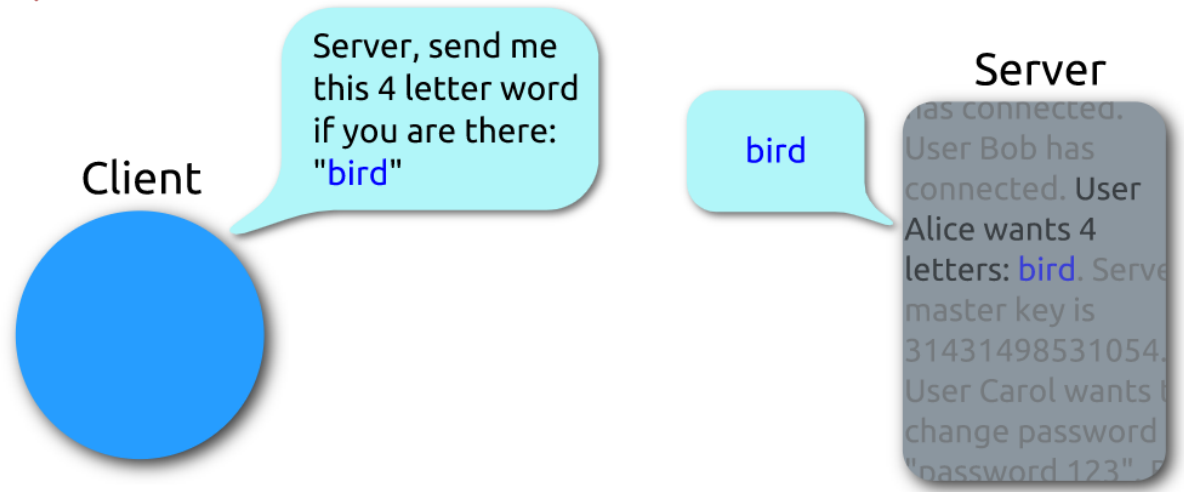 Client
Server, send me
this 4 letter word
if you are there:
"bird"
bird
Server
has connected.
User Bob has
connected. User
Alice wants 4
letters: bird. Serve
master key is
31431498531054.
User Carol wants t
change password
"password 123".